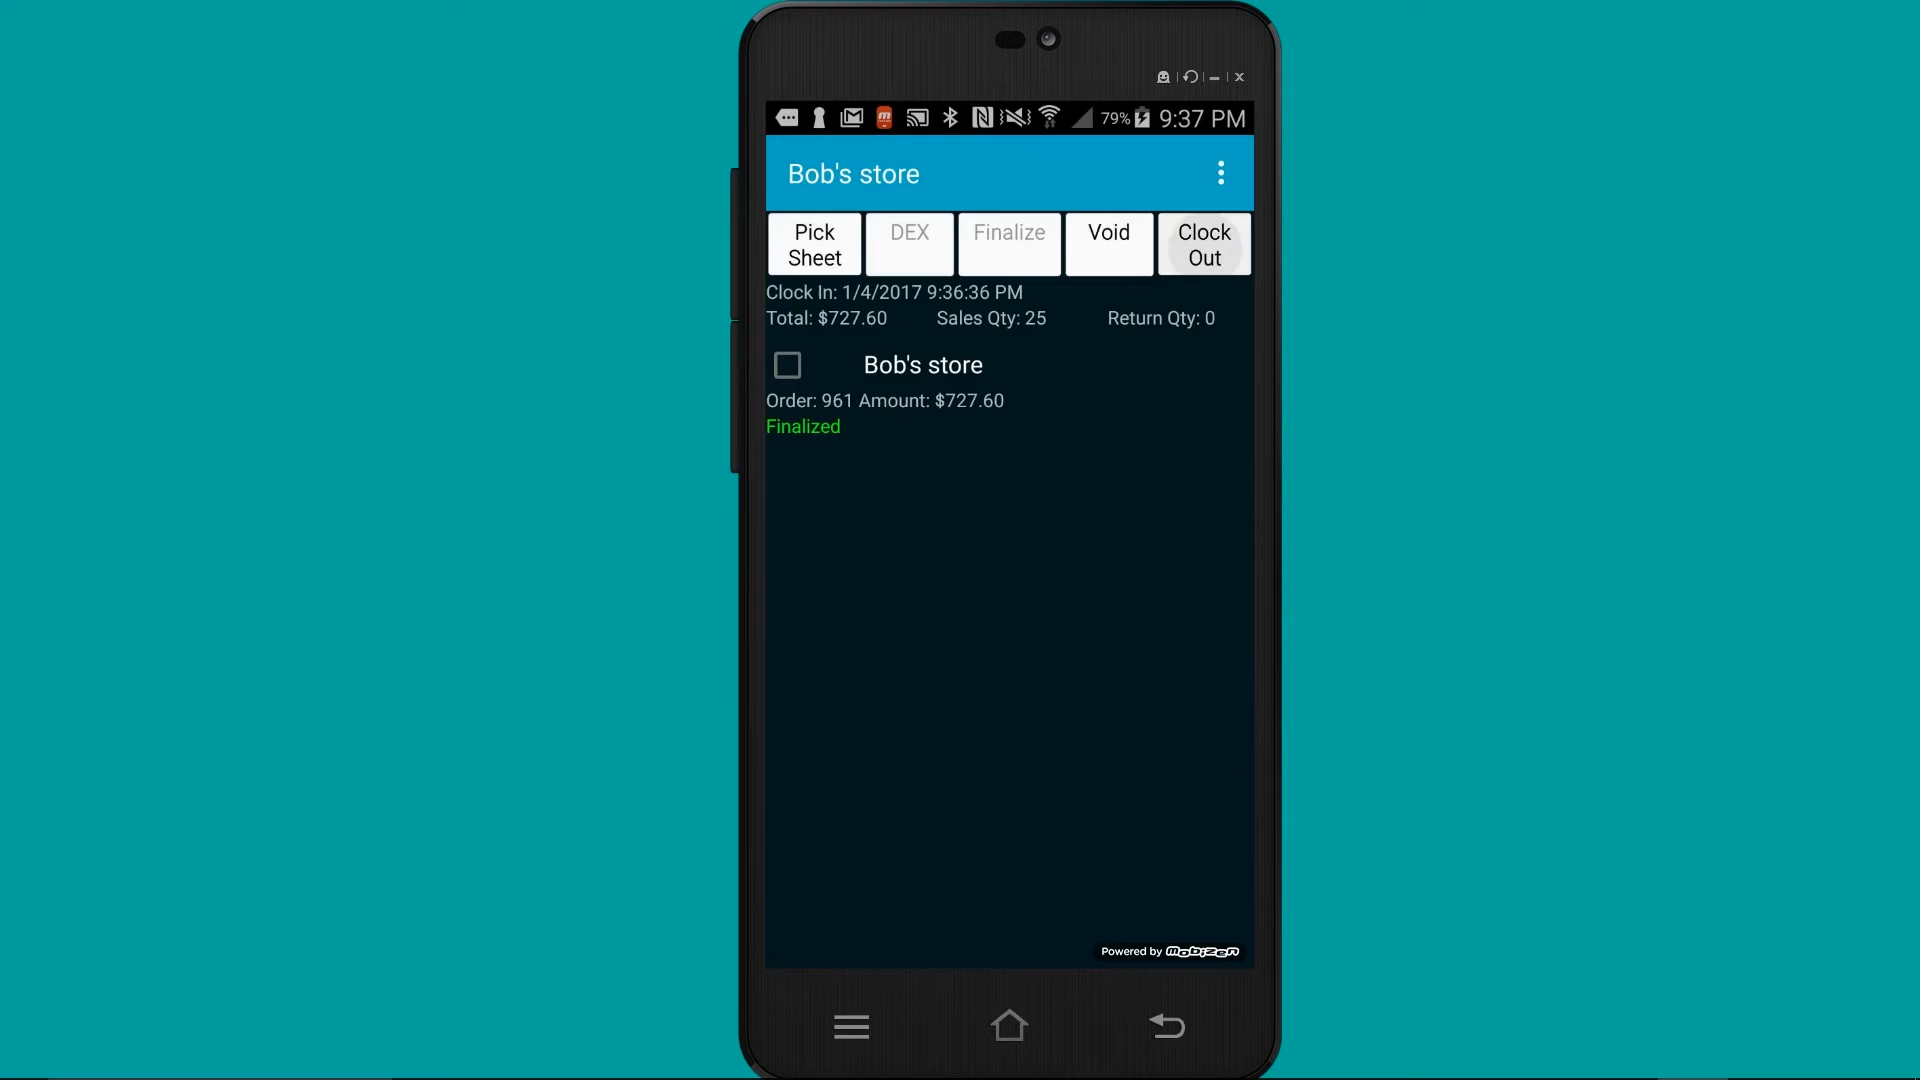 79% 9:37 PM
Bob's store
Pick Sheet
DEX
Finalize
Void
Clock Out
Clock In: 1/4/2017 9:36:36 PM
Total: $727.60 Sales Qty: 25 Return Qty: 0
Bob's store
Order: 961 Amount: $727.60
Finalized
Powered by mobizen